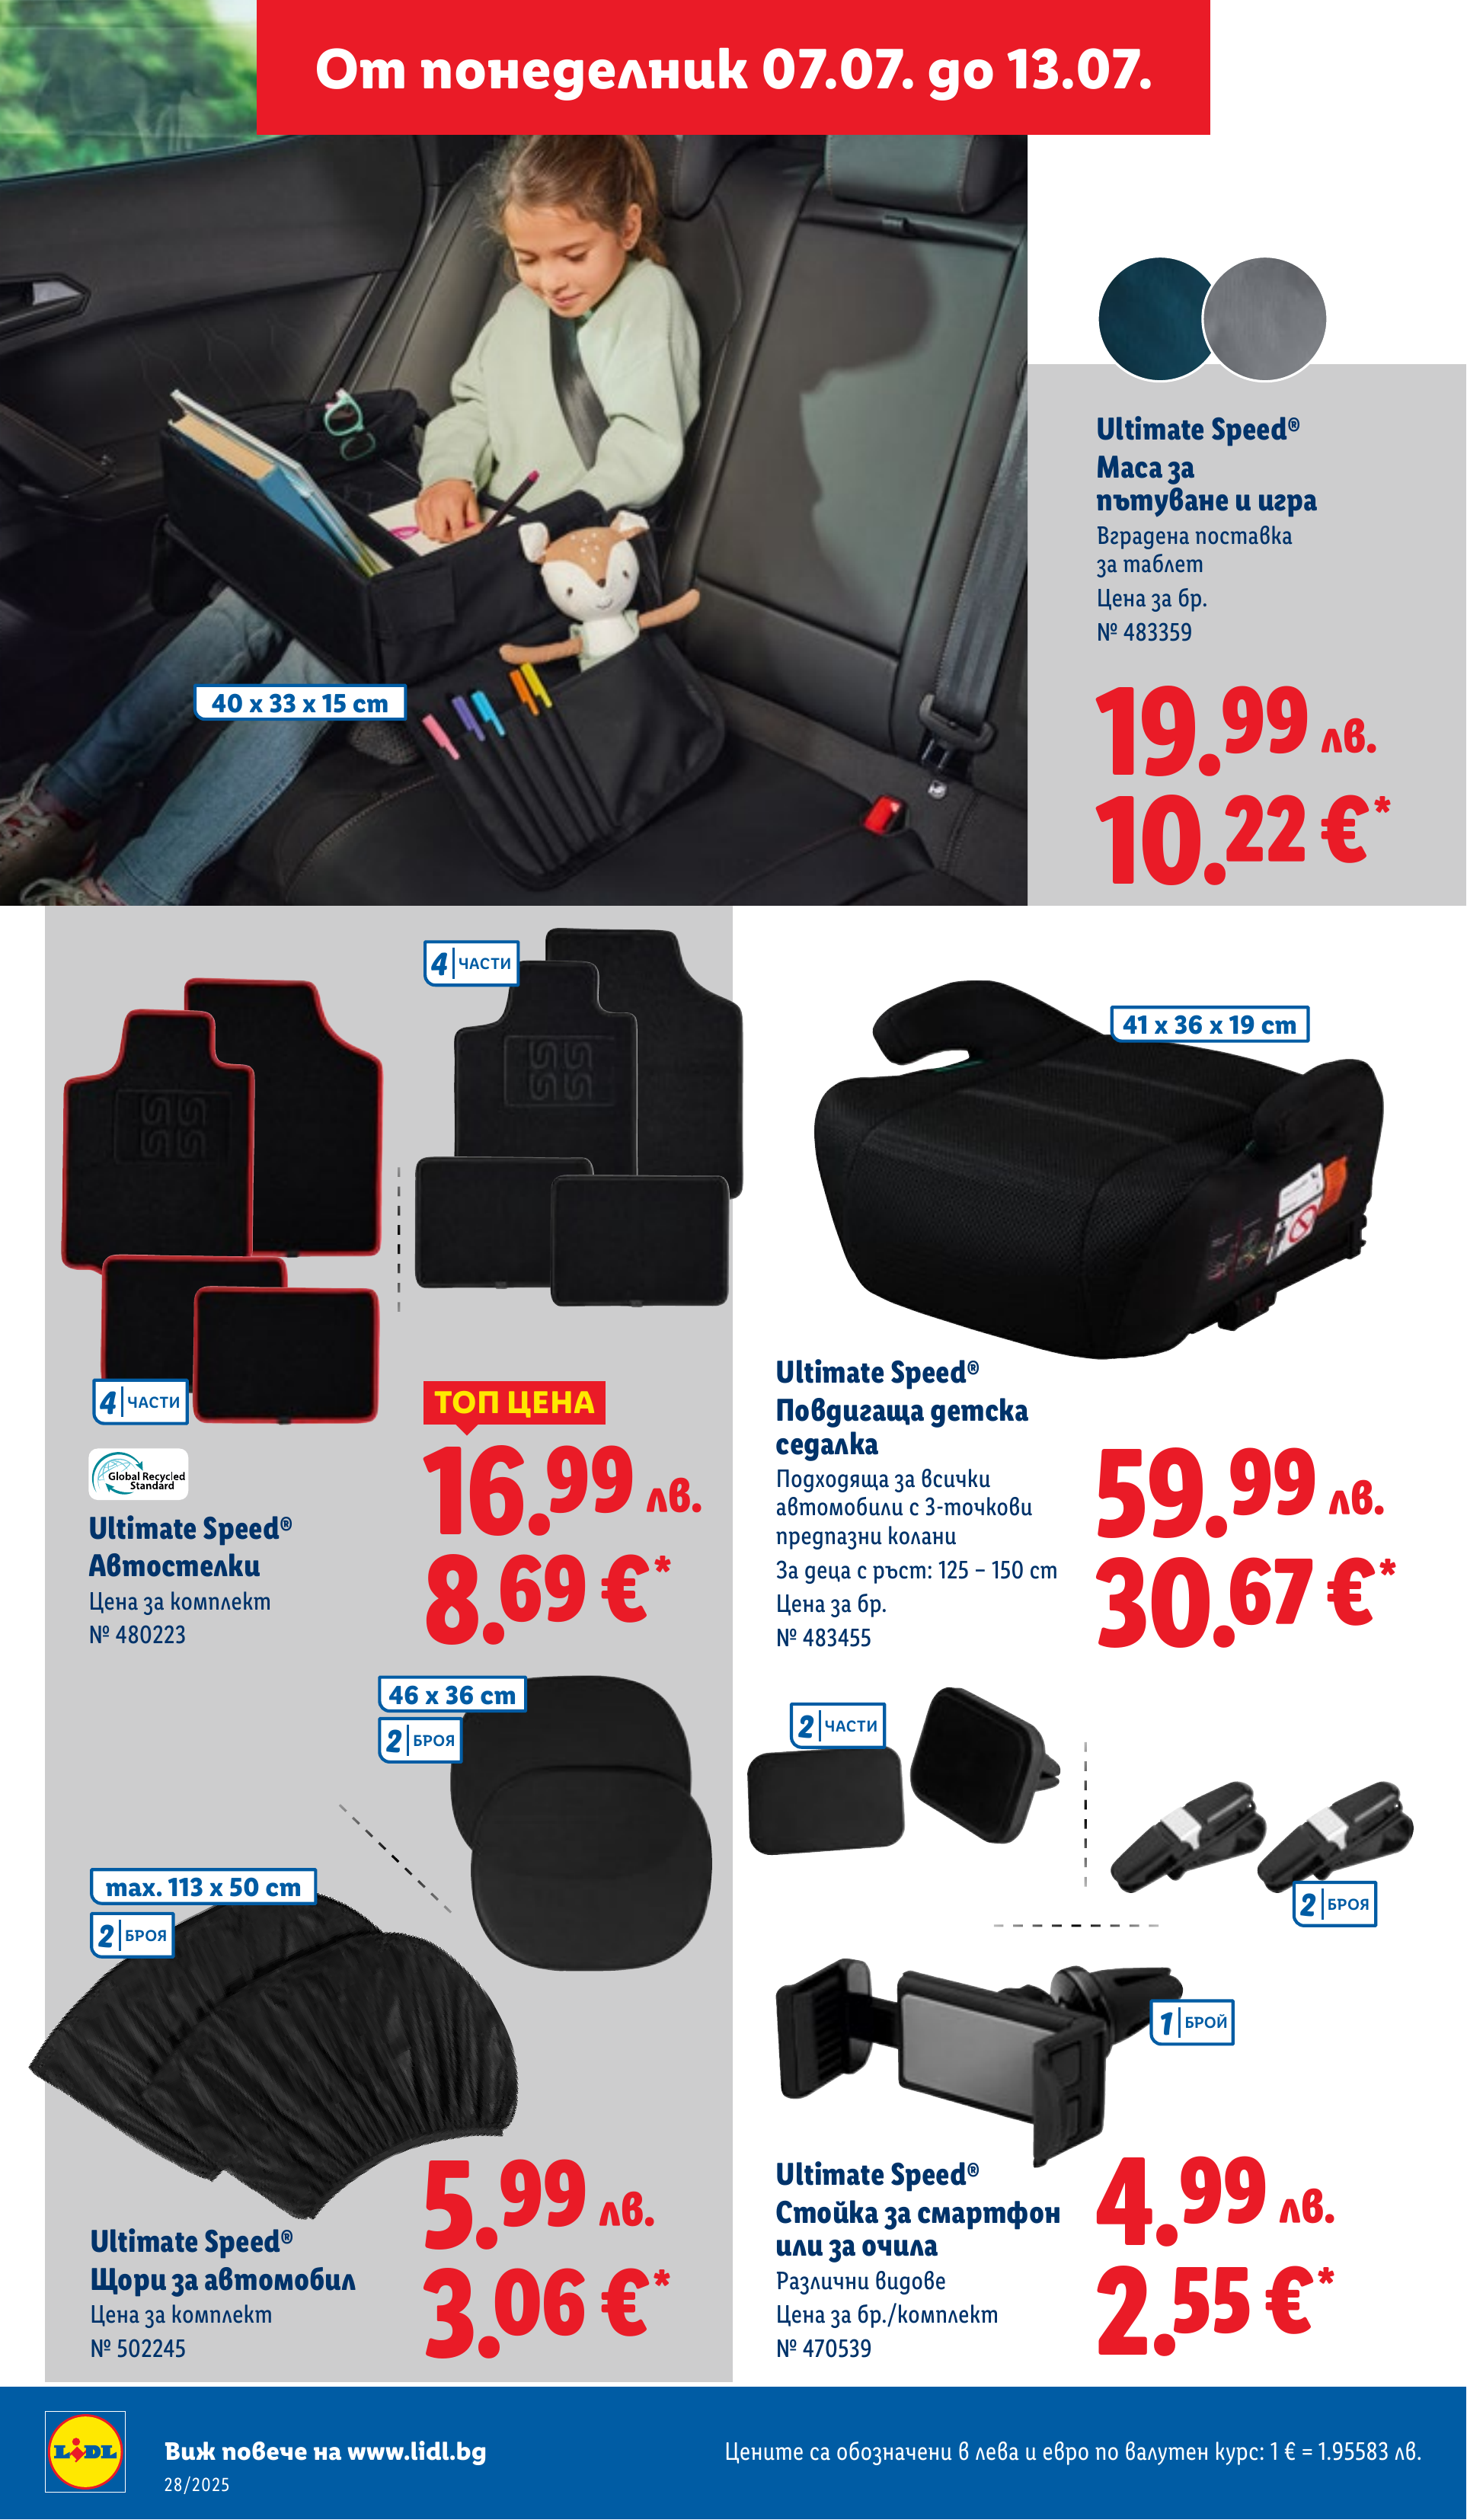 От понеделник 07.07. до 13.07.
Ultimate Speed®
Маса за
пътуване и игра
Вградена поставка
за таблет
Цена за бр.
№ 483359
40 x 33 x 15 cm
19.99 лв.
10.22 €*
4 ЧАСТИ
4 ЧАСТИ
Global Recycled
Standard
Ultimate Speed®
Автостелки
Цена за комплект
№ 480223
ТОП ЦЕНА
16.99 лв.
8.69 €*
41 x 36 x 19 cm
Ultimate Speed®
Повдигаща детска
седалка
Подходяща за всички
автомобили с 3-точкови
предпазни колани
За деца с ръст: 125 – 150 cm
Цена за бр.
№ 483455
59.99 лв.
30.67 €*
46 x 36 cm
2 БРОЯ
max. 113 x 50 cm
2 БРОЯ
Ultimate Speed®
Щори за автомобил
Цена за комплект
№ 502245
5.99 лв.
3.06 €*
2 ЧАСТИ
2 БРОЯ
1 БРОЙ
Ultimate Speed®
Стойка за смартфон
или за очила
Различни видове
Цена за бр./комплект
№ 470539
4.99 лв.
2.55 €*
LIDL
Виж повече на www.lidl.bg
28/2025
Цените са обозначени в лева и евро по валутен курс: 1 € = 1.95583 лв.